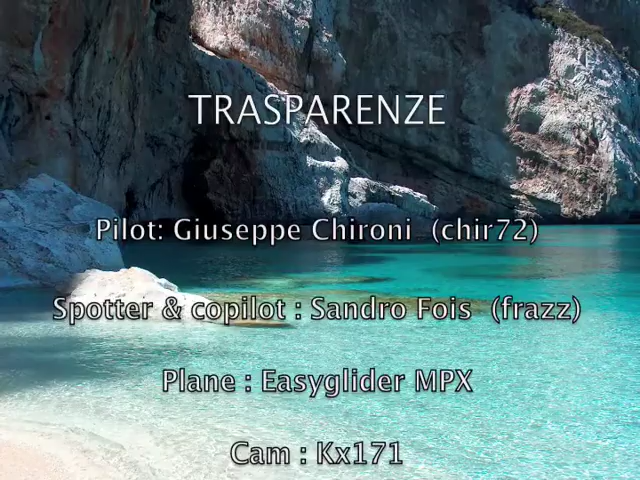 TRASPARENZE
Pilot: Giuseppe Chironi (chir72)
Spotter & copilot : Sandro Fois (frazz)
Plane : Easyglider MPX
Cam : Kx171